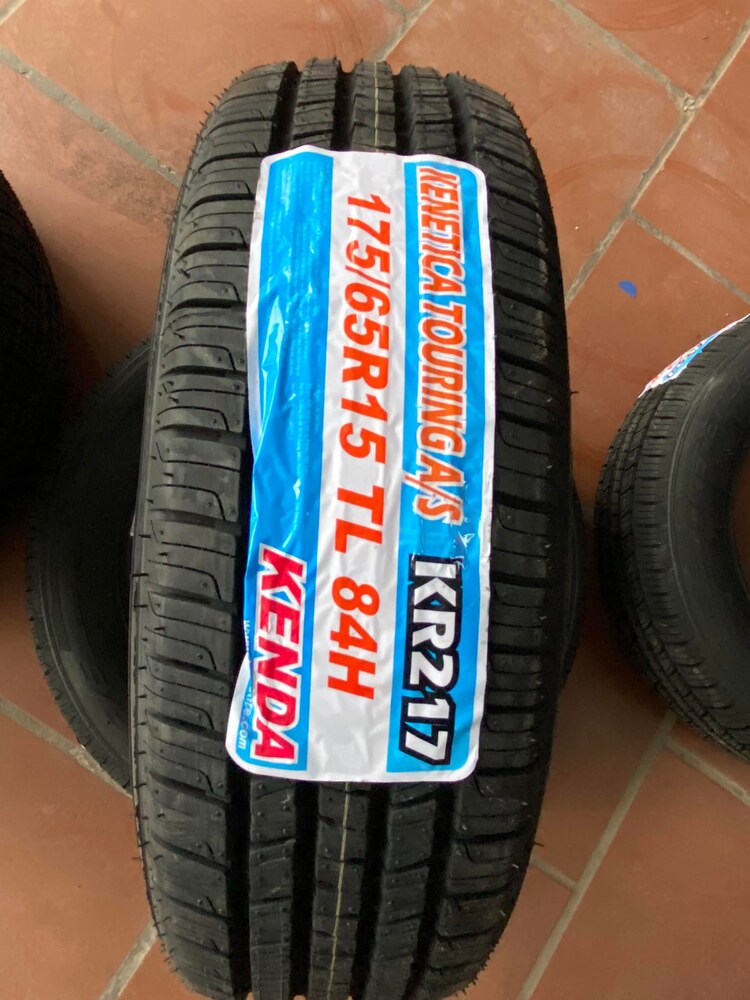 KENETICA TOURING A/S KR217
175/65R15 TL 84H
KENDA